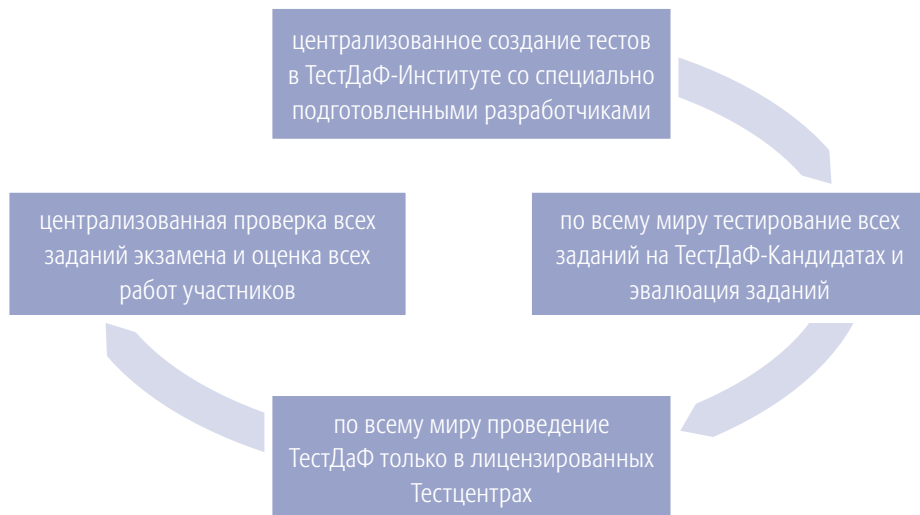 централизованное создание тестов
в ТестДаФ-Институте со специально
подготовленными разработчиками
по всему миру тестирование всех
заданий на ТестДаФ-Кандидатах и
эвалюация заданий
по всему миру проведение
ТестДаФ только в лицензированных
Тестцентрах
централизованная проверка всех
заданий экзамена и оценка всех
работ участников